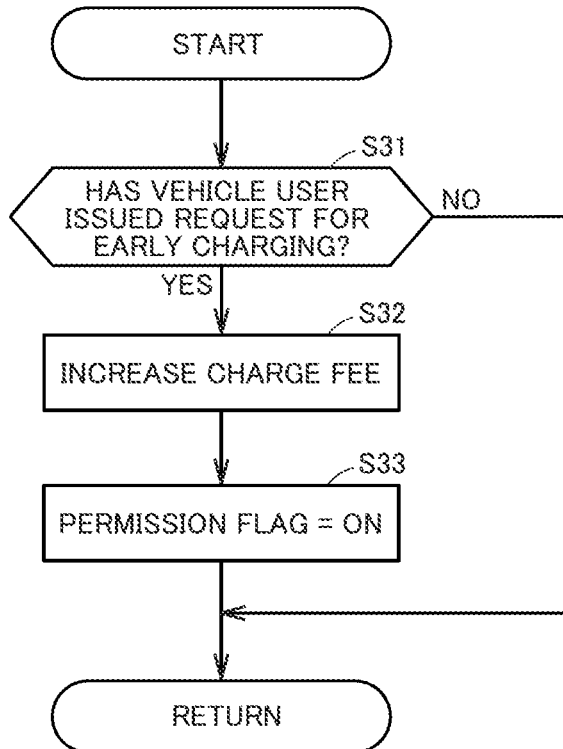 START
S31
HAS VEHICLE USER
ISSUED REQUEST FOR
EARLY CHARGING?
NO
YES
S32
INCREASE CHARGE FEE
S33
PERMISSION FLAG = ON
RETURN